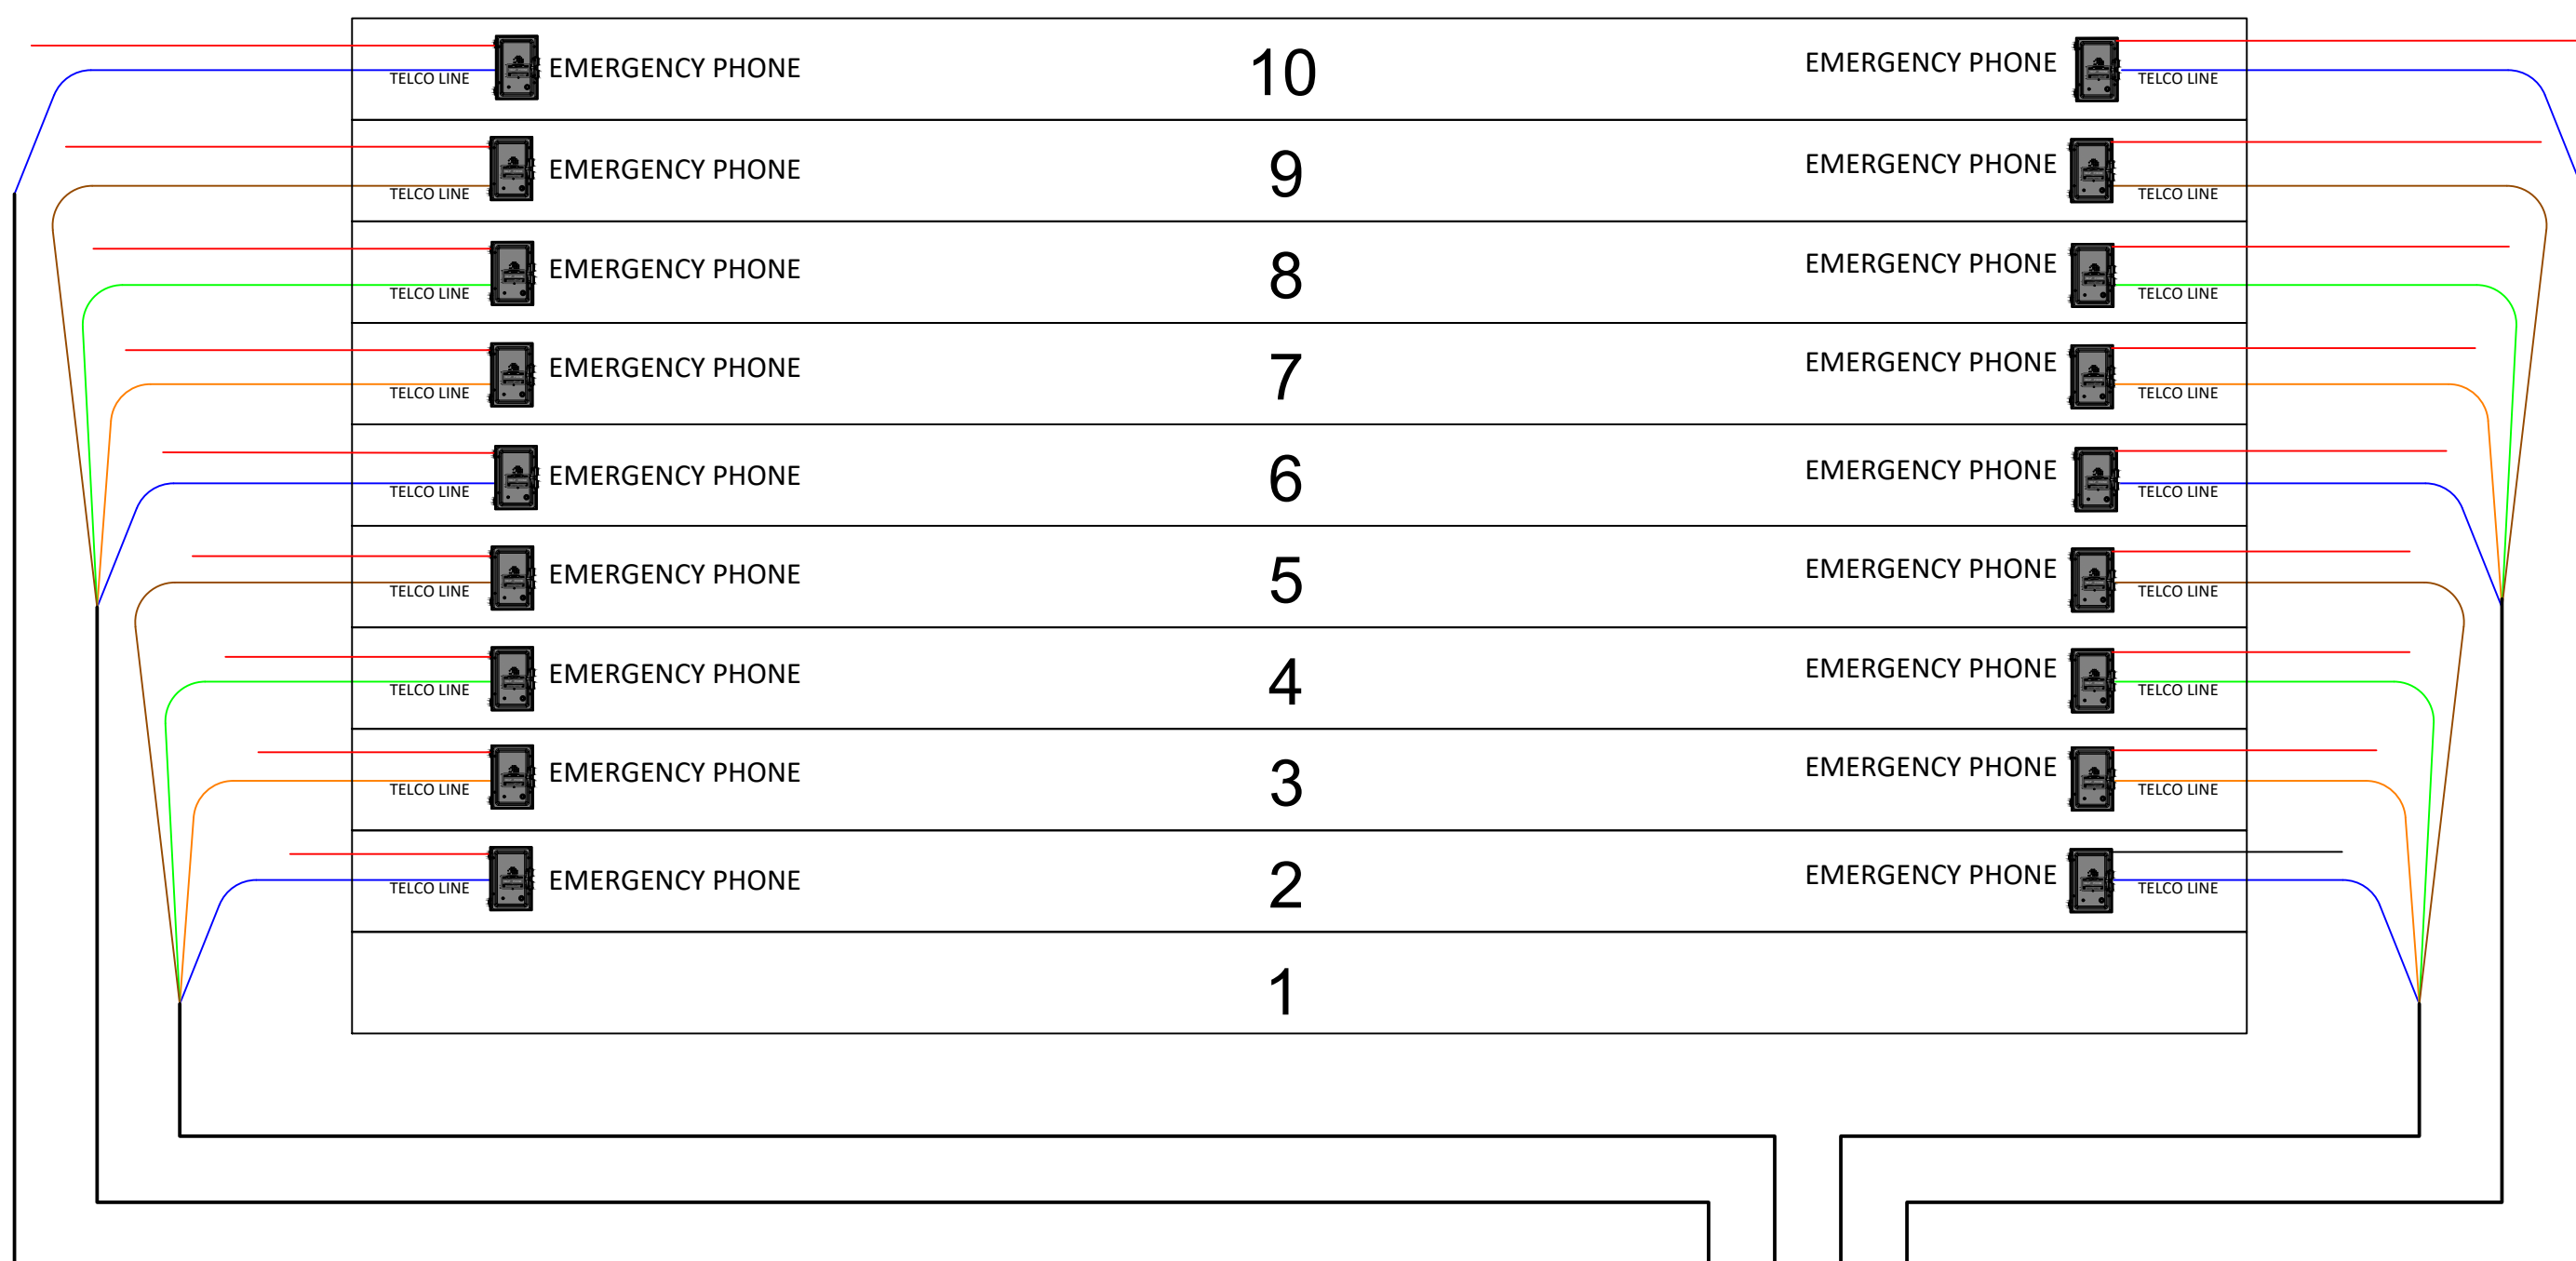 EMERGENCY PHONE 10 EMERGENCY PHONE
TELCO LINE TELCO LINE
EMERGENCY PHONE 9 EMERGENCY PHONE
TELCO LINE TELCO LINE
EMERGENCY PHONE 8 EMERGENCY PHONE
TELCO LINE TELCO LINE
EMERGENCY PHONE 7 EMERGENCY PHONE
TELCO LINE TELCO LINE
EMERGENCY PHONE 6 EMERGENCY PHONE
TELCO LINE TELCO LINE
EMERGENCY PHONE 5 EMERGENCY PHONE
TELCO LINE TELCO LINE
EMERGENCY PHONE 4 EMERGENCY PHONE
TELCO LINE TELCO LINE
EMERGENCY PHONE 3 EMERGENCY PHONE
TELCO LINE TELCO LINE
EMERGENCY PHONE 2 EMERGENCY PHONE
TELCO LINE TELCO LINE
1